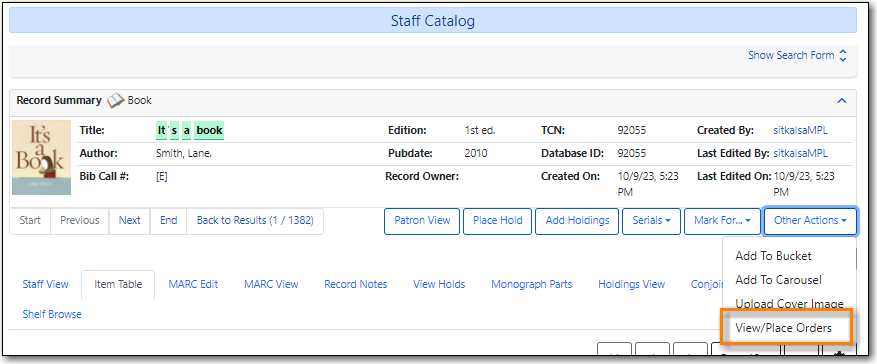 Staff Catalog
Show Search Form
Record Summary Book
It's a Book
Title: It's a book Edition: 1st ed. TCN: 92055 Created By: sitkalsaMPL
Author: Smith, Lane. Pubdate: 2010 Database ID: 92055 Last Edited By: sitkalsaMPL
Bib Call #: [E] Record Owner: Created On: 10/9/23, 5:23 PM Last Edited On: 10/9/23, 5:23 PM
Start Previous Next End Back to Results (1 / 1382) Patron View Place Hold Add Holdings Serials Mark For... Other Actions
Add To Bucket
Add To Carousel
Upload Cover Image
View/Place Orders
Staff View Item Table MARC Edit MARC View Record Notes View Holds Monograph Parts Holdings View Conjoin
Shelf Browse